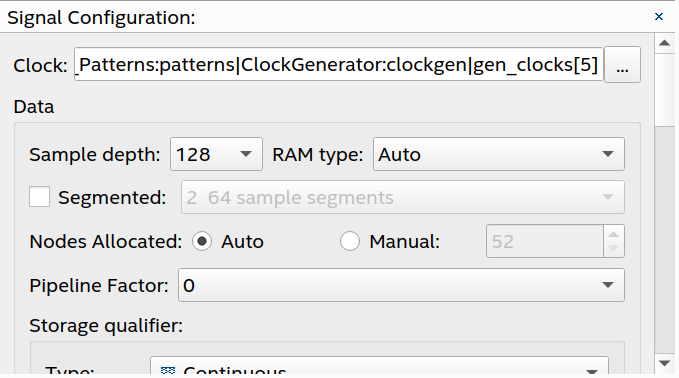 Signal Configuration:
Clock: _Patterns:patterns|ClockGenerator:clockgen|gen_clocks[5] ...
Data
Sample depth: 128 RAM type: Auto
Segmented: 2 64 sample segments
Nodes Allocated: Auto Manual: 52
Pipeline Factor: 0
Storage qualifier:
Type: Continuous